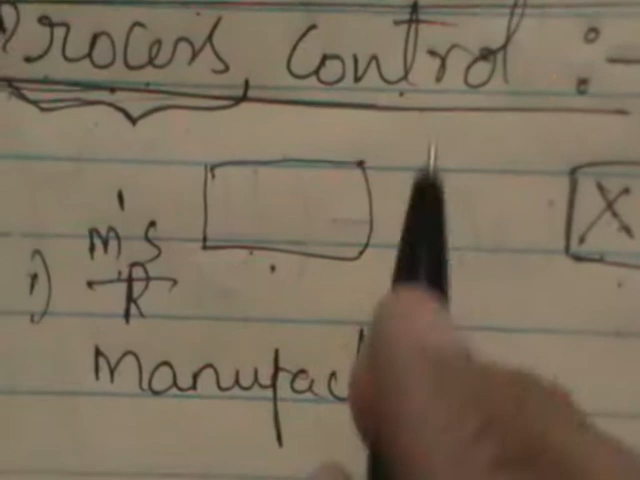 Process Control :-
X
m's
1) R
Manufac